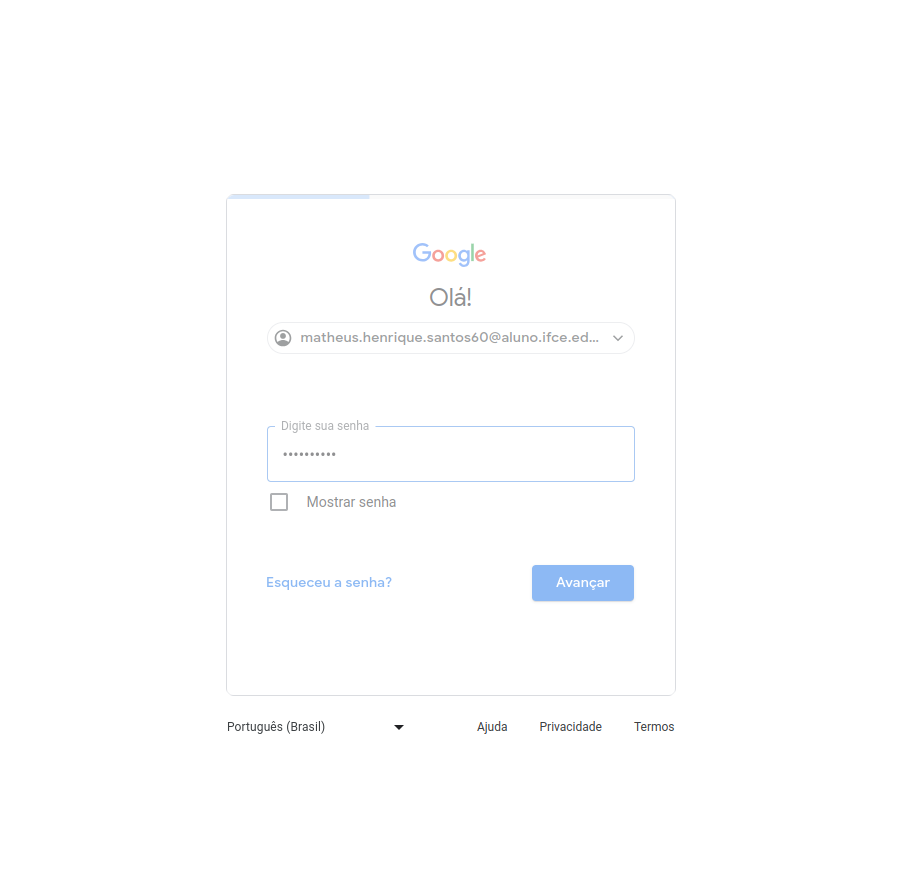 Google
Olá!
matheus.henrique.santos60@aluno.ifce.ed...
Digite sua senha
••••••••••
Mostrar senha
Esqueceu a senha? Avançar
Português (Brasil) Ajuda Privacidade Termos